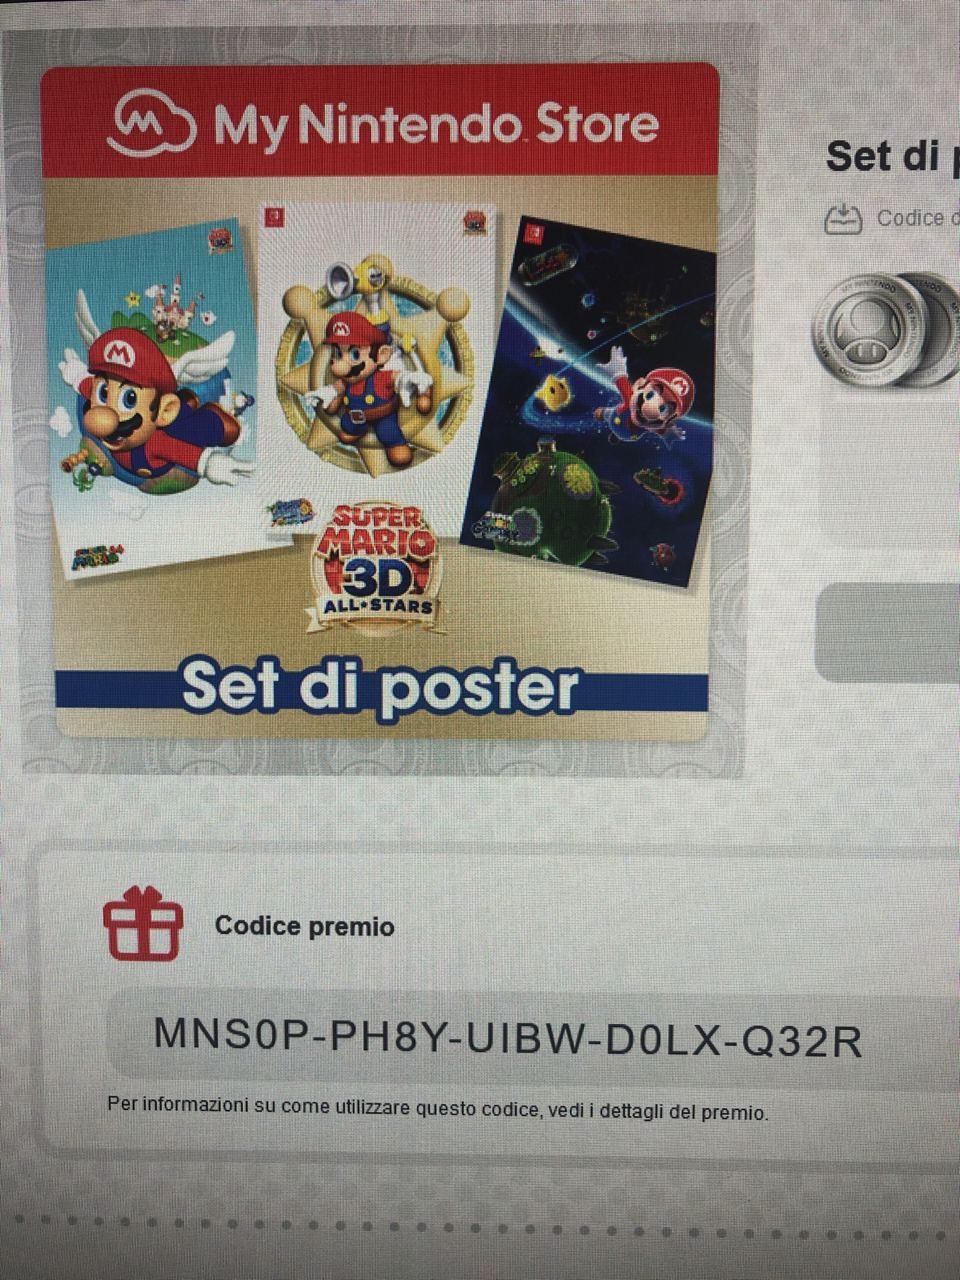 My Nintendo Store
Set di
Codice
SUPER
MARIO
3D
ALL★STARS
Set di poster
Codice premio
MNS0P-PH8Y-UIBW-D0LX-Q32R
Per informazioni su come utilizzare questo codice, vedi i dettagli del premio.